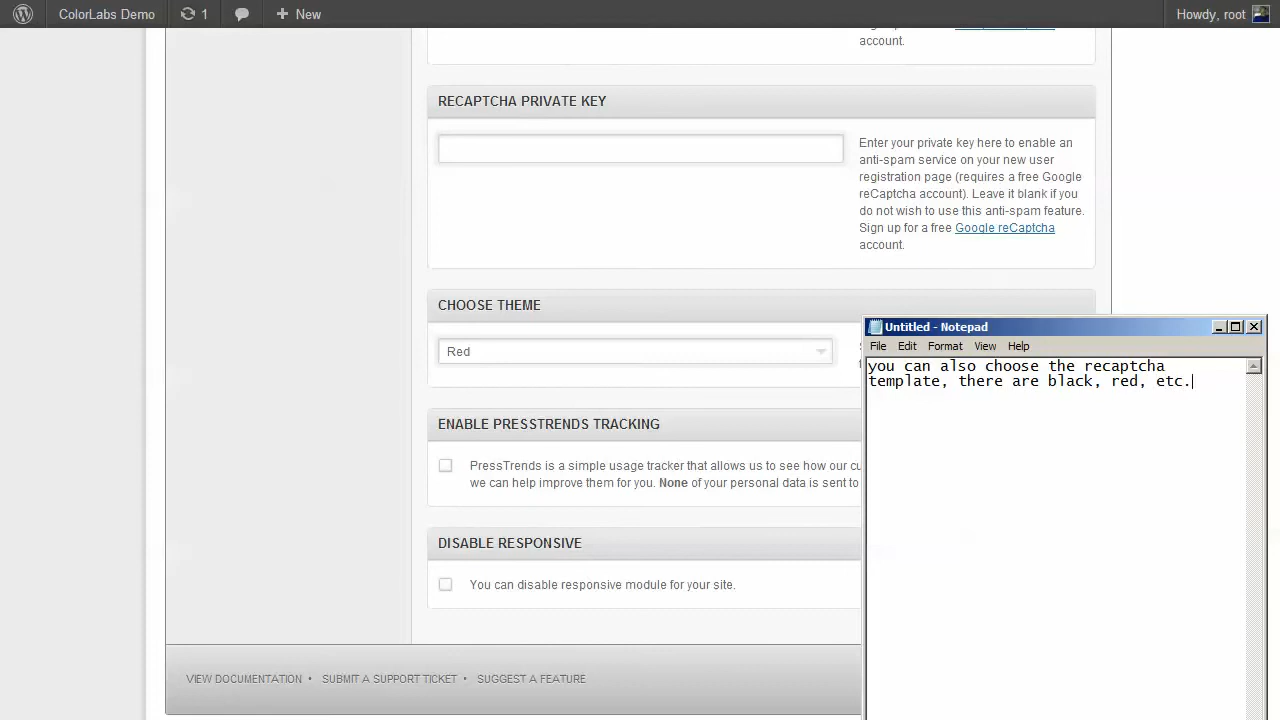 ColorLabs Demo 1 New Howdy, root
account.
RECAPTCHA PRIVATE KEY
Enter your private key here to enable an
anti-spam service on your new user
registration page (requires a free Google
reCaptcha account). Leave it blank if you
do not wish to use this anti-spam feature.
Sign up for a free Google reCaptcha
account.
CHOOSE THEME
Red
Untitled - Notepad
File Edit Format View Help
you can also choose the recaptcha
template, there are black, red, etc.
ENABLE PRESSTRENDS TRACKING
PressTrends is a simple usage tracker that allows us to see how our cu
we can help improve them for you. None of your personal data is sent to
DISABLE RESPONSIVE
You can disable responsive module for your site.
VIEW DOCUMENTATION • SUBMIT A SUPPORT TICKET • SUGGEST A FEATURE